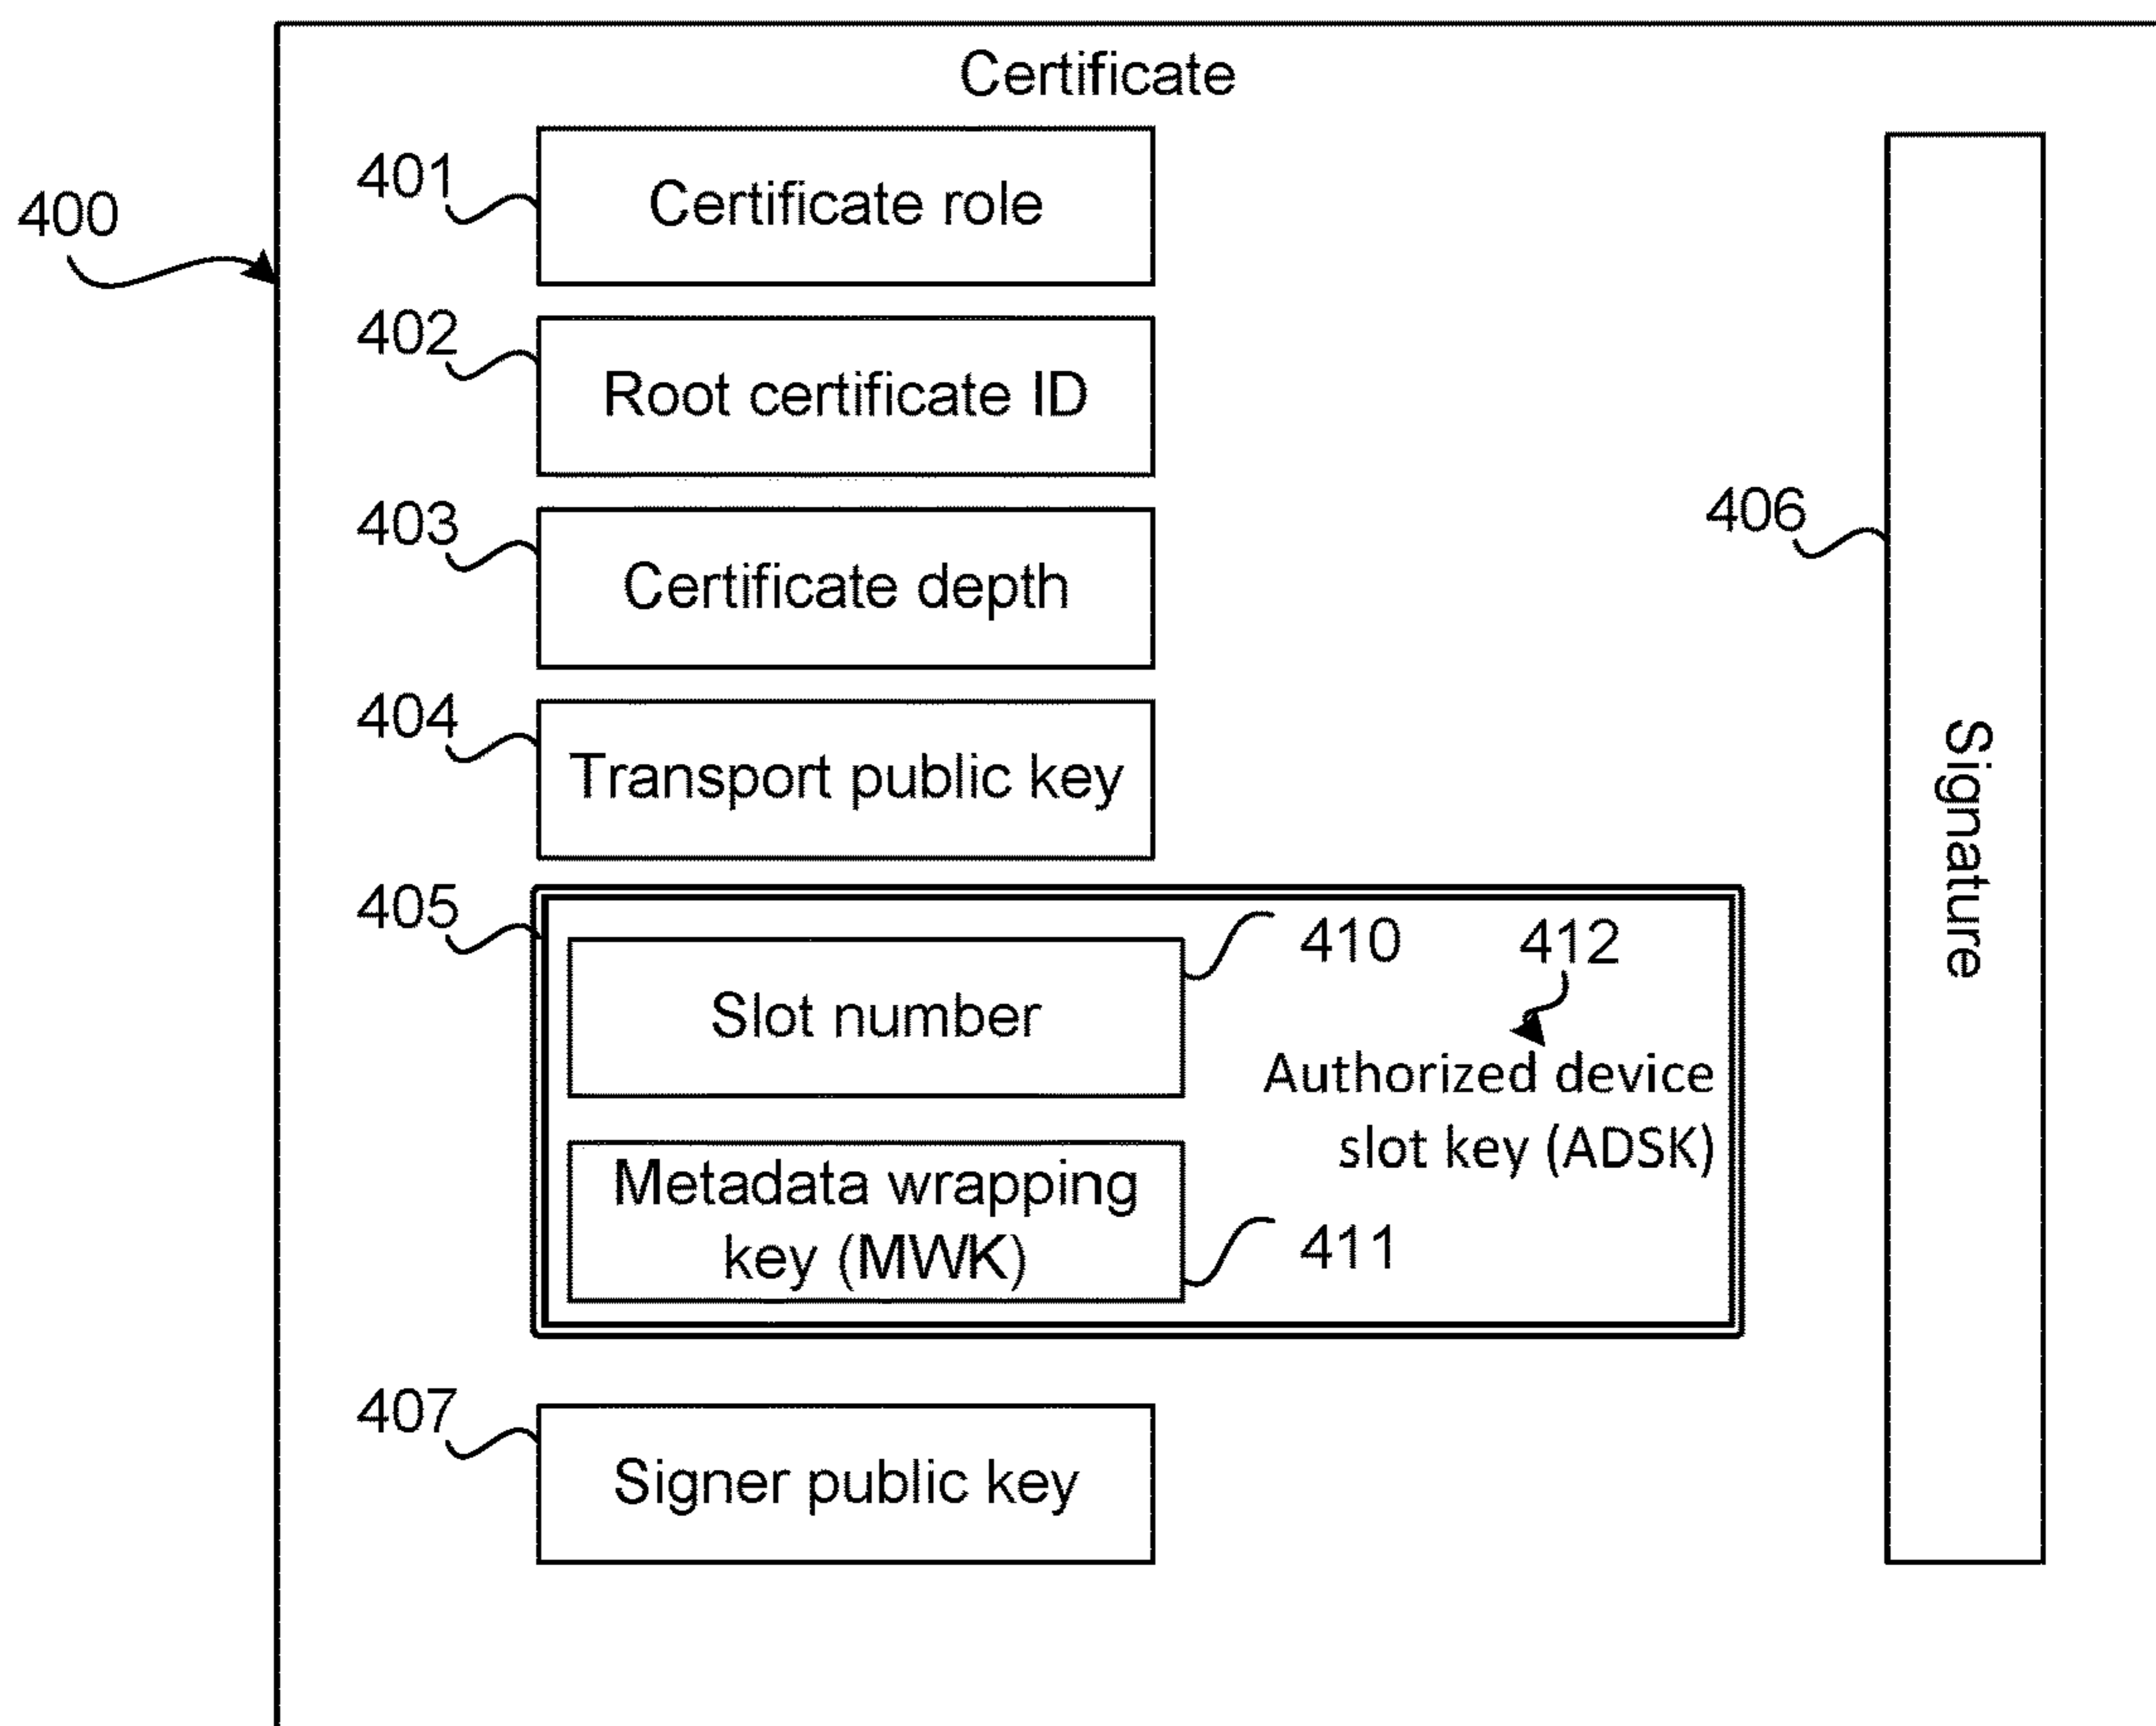 Certificate
400
401
Certificate role
402
Root certificate ID
403
Certificate depth
406
404
Transport public key
Signature
405
410
412
Slot number
Authorized device
slot key (ADSK)
Metadata wrapping
key (MWK)
411
407
Signer public key